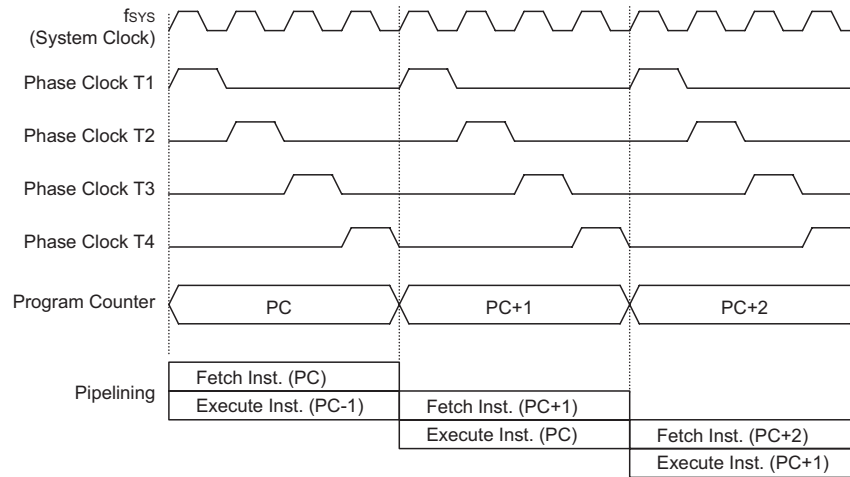 fSYS
(System Clock)
Phase Clock T1
Phase Clock T2
Phase Clock T3
Phase Clock T4
Program Counter
PC
PC+1
PC+2
Pipelining
Fetch Inst. (PC)
Execute Inst. (PC-1)
Fetch Inst. (PC+1)
Execute Inst. (PC)
Fetch Inst. (PC+2)
Execute Inst. (PC+1)